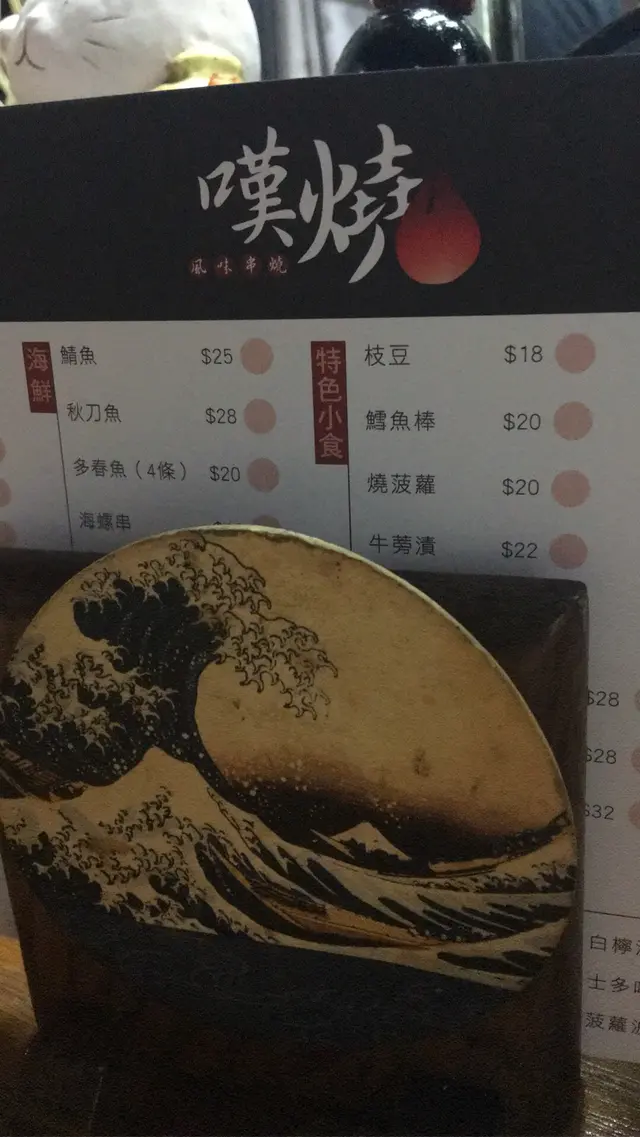 嘆燒
風味串燒
海鮮
鯖魚 $25
秋刀魚 $28
多春魚（4條） $20
海螺串
特色小食
枝豆 $18
鱈魚棒 $20
燒菠蘿 $20
牛蒡漬 $22
$28
$28
$32
白檸
士多
菠蘿